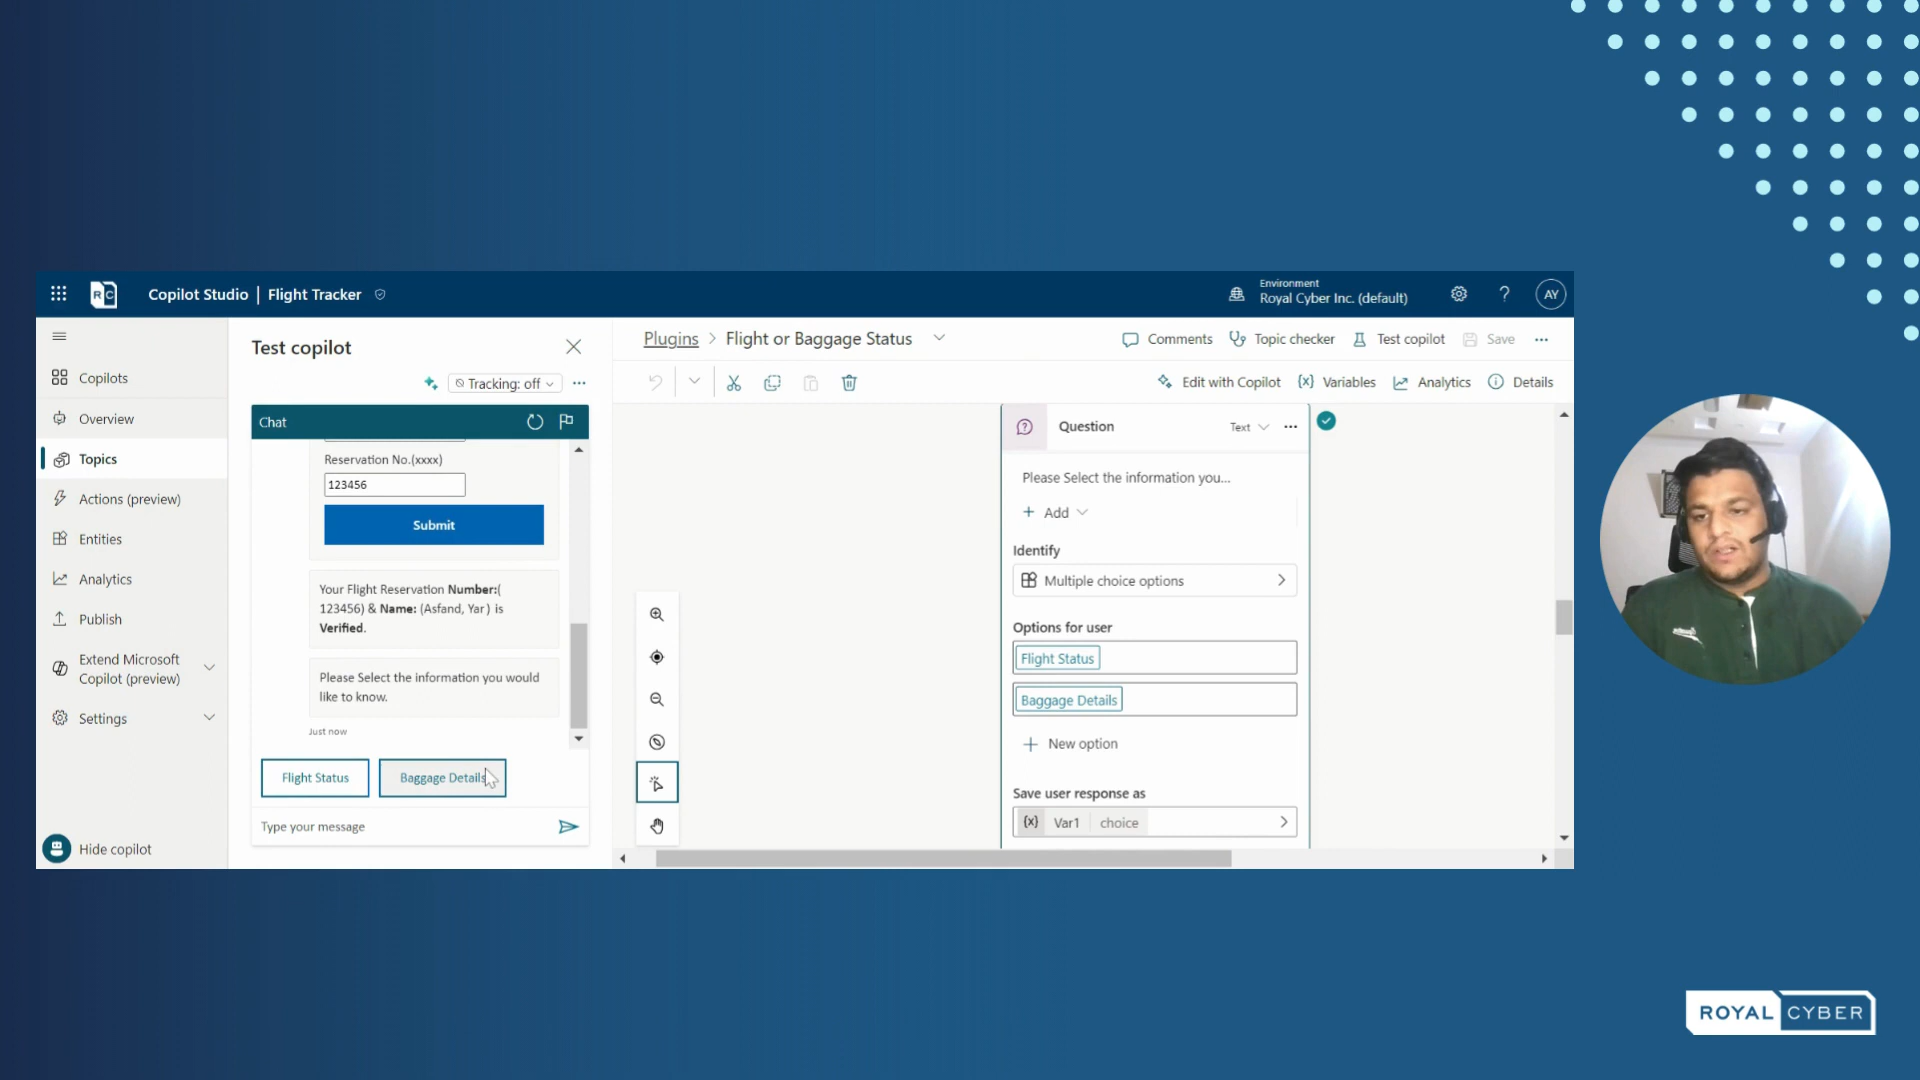 RC
Copilot Studio | Flight Tracker
Environment
Royal Cyber Inc. (default)
?
AY
Copilots
Overview
Topics
Actions (preview)
Entities
Analytics
Publish
Extend Microsoft
Copilot (preview)
Settings
Hide copilot
Test copilot
Tracking: off
Chat
Reservation No.(xxxx)
123456
Submit
Your Flight Reservation Number:(
123456) & Name: (Asfand, Yar) is
Verified.
Please Select the information you would
like to know.
Just now
Flight Status
Baggage Details
Type your message
Plugins > Flight or Baggage Status
Comments
Topic checker
Test copilot
Save
Edit with Copilot
{x} Variables
Analytics
Details
Question
Text
Please Select the information you...
+ Add
Identify
Multiple choice options
Options for user
Flight Status
Baggage Details
+ New option
Save user response as
{x} Var1 choice
ROYAL CYBER